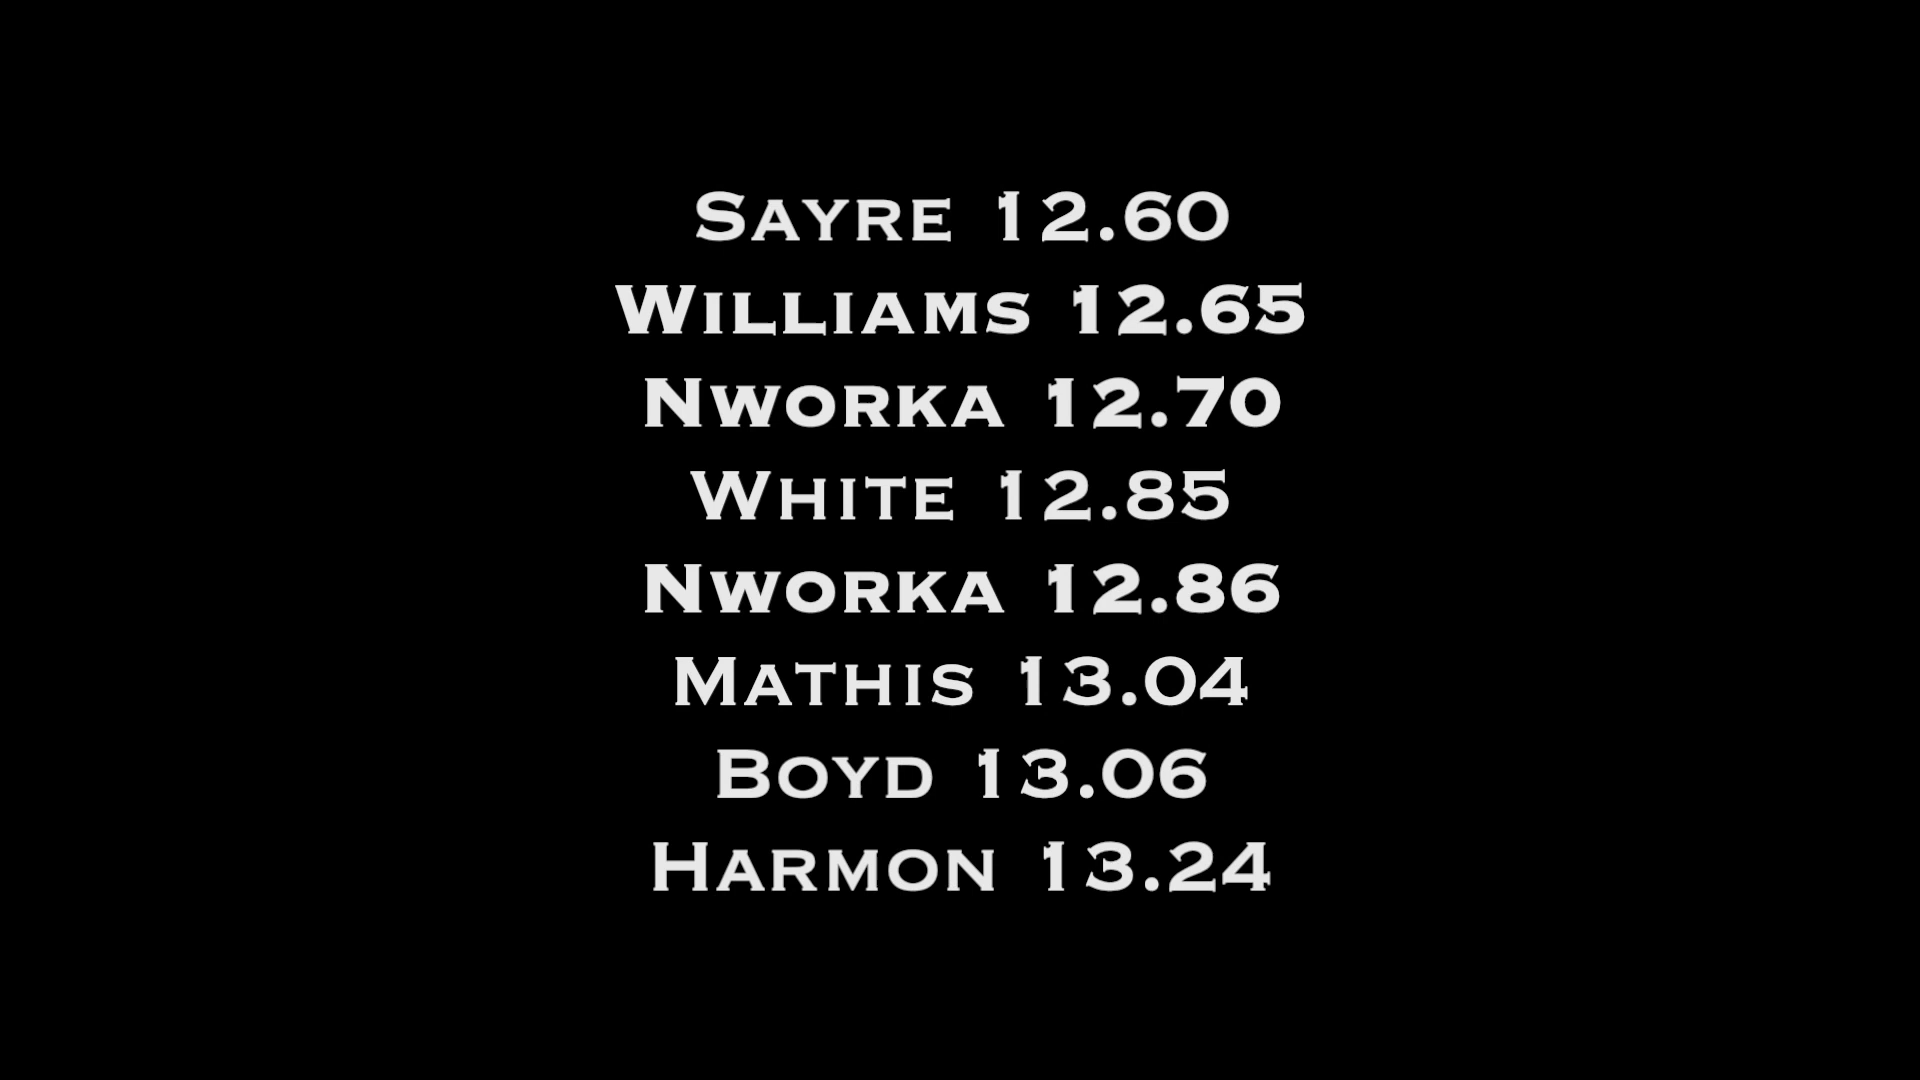 Sayre 12.60
Williams 12.65
Nworka 12.70
White 12.85
Nworka 12.86
Mathis 13.04
Boyd 13.06
Harmon 13.24